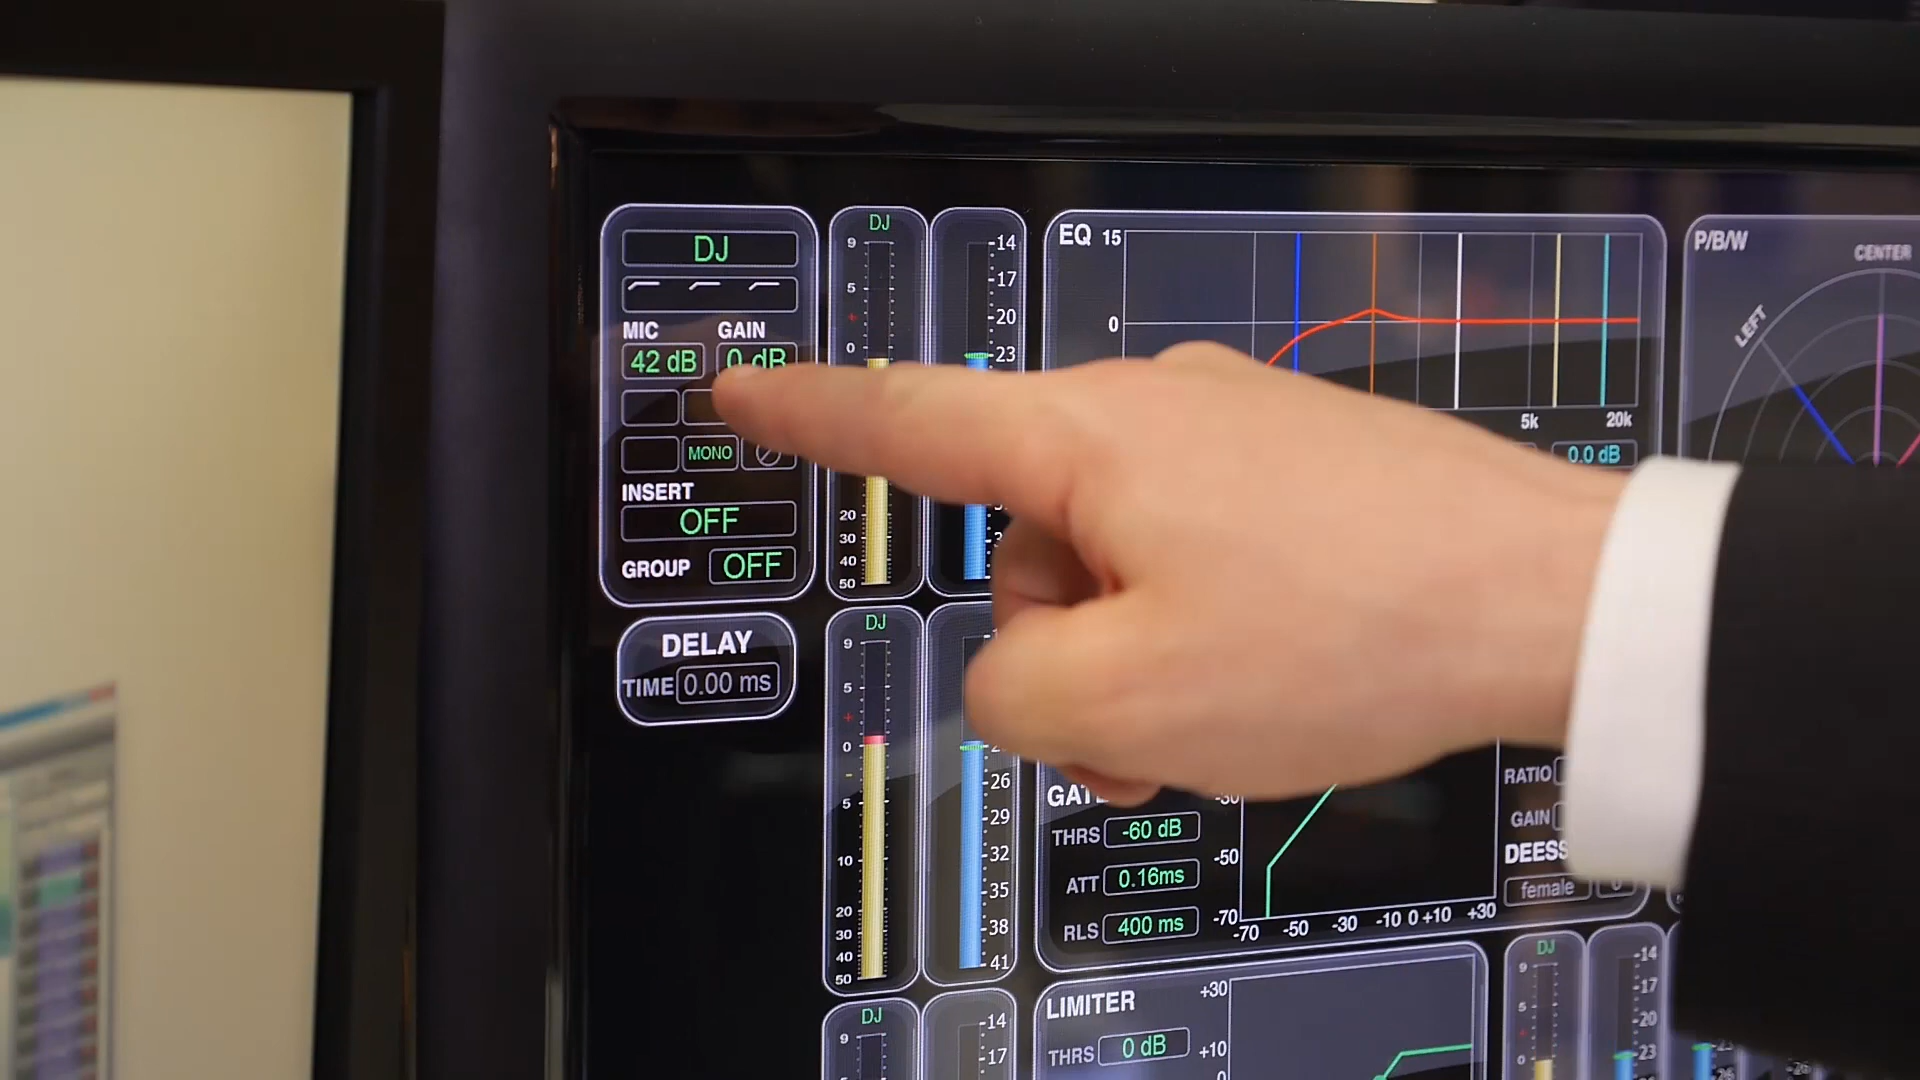 DJ
MIC GAIN
42 dB 0 dB
MONO
INSERT
OFF
GROUP OFF
DELAY
TIME 0.00 ms
DJ
9
5
+
0
20
30
40
50
-14
-17
-20
-23
EQ 15
0
5k 20k
0.0 dB
P/B/W
CENTER
LEFT
DJ
9
5
+
0
-
5
10
20
30
40
50
-26
-29
-32
-35
-38
-41
GATE
THRS -60 dB
ATT 0.16ms
RLS 400 ms
-50
-70
-70 -50 -30 -10 0 +10 +30
RATIO
GAIN
DEESS
female
DJ
9
-14
-17
LIMITER
THRS 0 dB
+30
+10
0
DJ
9
5
0
-14
-17
-20
-23